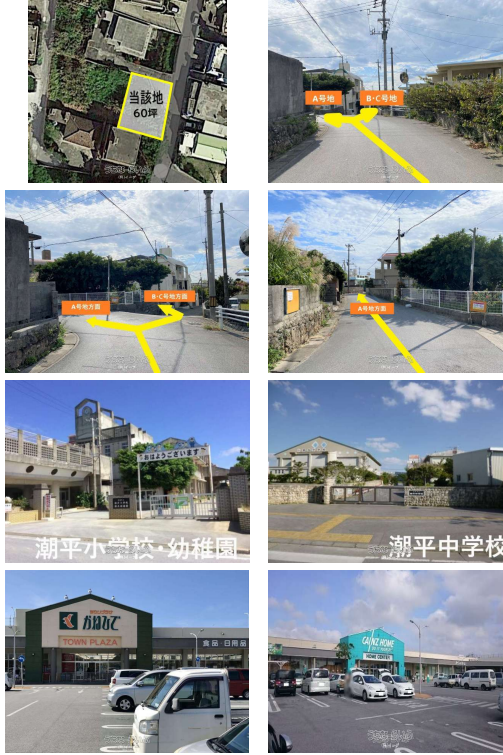 当該地
60坪
A号地
B・C号地
A号地方面
B・C号地方面
A号地方面
おはようございます
潮平小学校・幼稚園
潮平中学校
かねひで
TOWN PLAZA
食品・日用品
CAINZ HOME
HOME CENTER